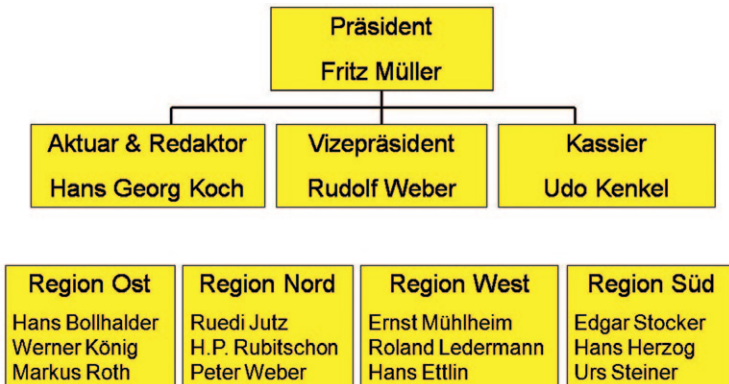 Präsident
Fritz Müller
Aktuar & Redaktor
Hans Georg Koch
Vizepräsident
Rudolf Weber
Kassier
Udo Kenkel
Region Ost
Hans Bollhalder
Werner König
Markus Roth
Region Nord
Ruedi Jutz
H.P. Rubitschon
Peter Weber
Region West
Ernst Mühlheim
Roland Ledermann
Hans Ettlin
Region Süd
Edgar Stocker
Hans Herzog
Urs Steiner